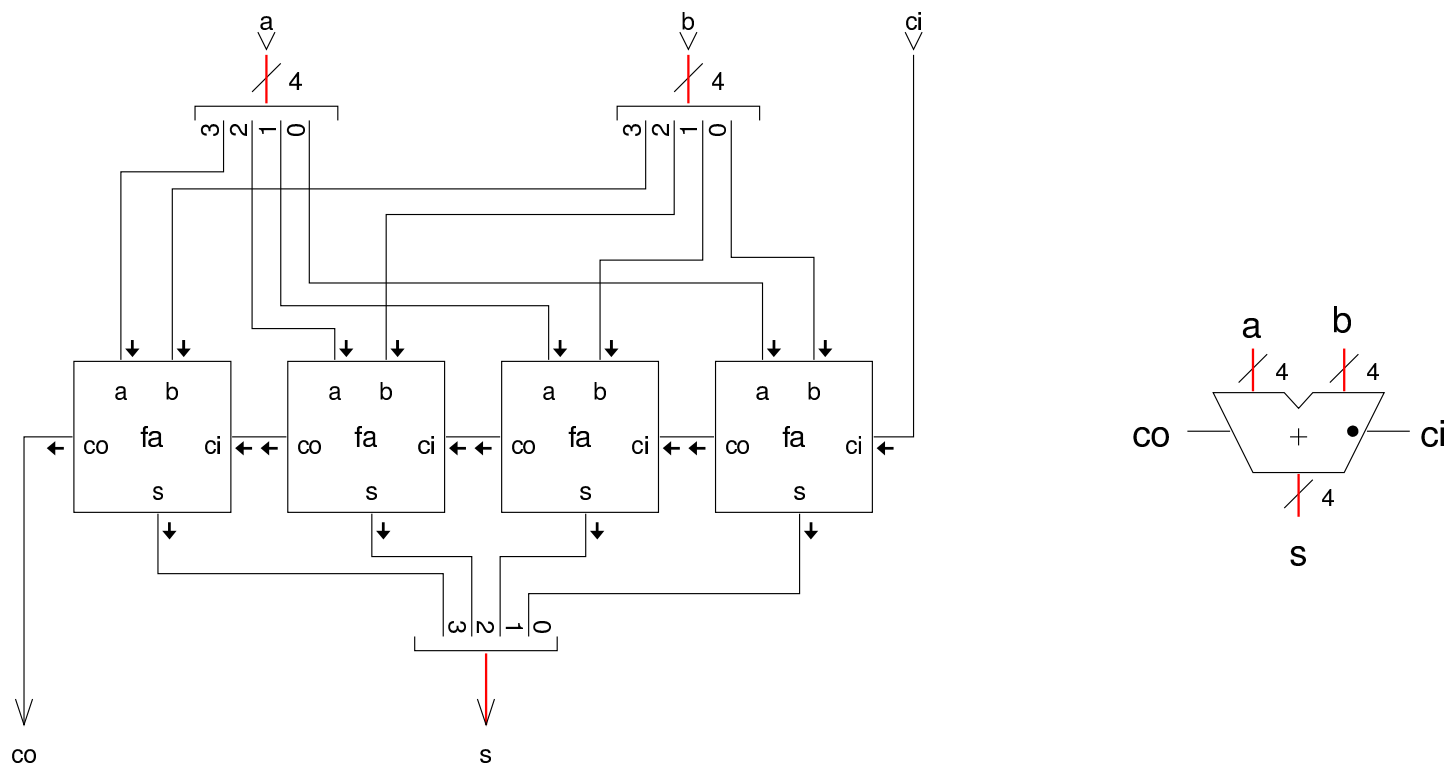 a b ci
4 4
3 2 1 0 3 2 1 0
a b a b a b a b
co fa ci co fa ci co fa ci co fa ci
s s s s
3 2 1 0
co s
a b
4 4
co + ci
4
s